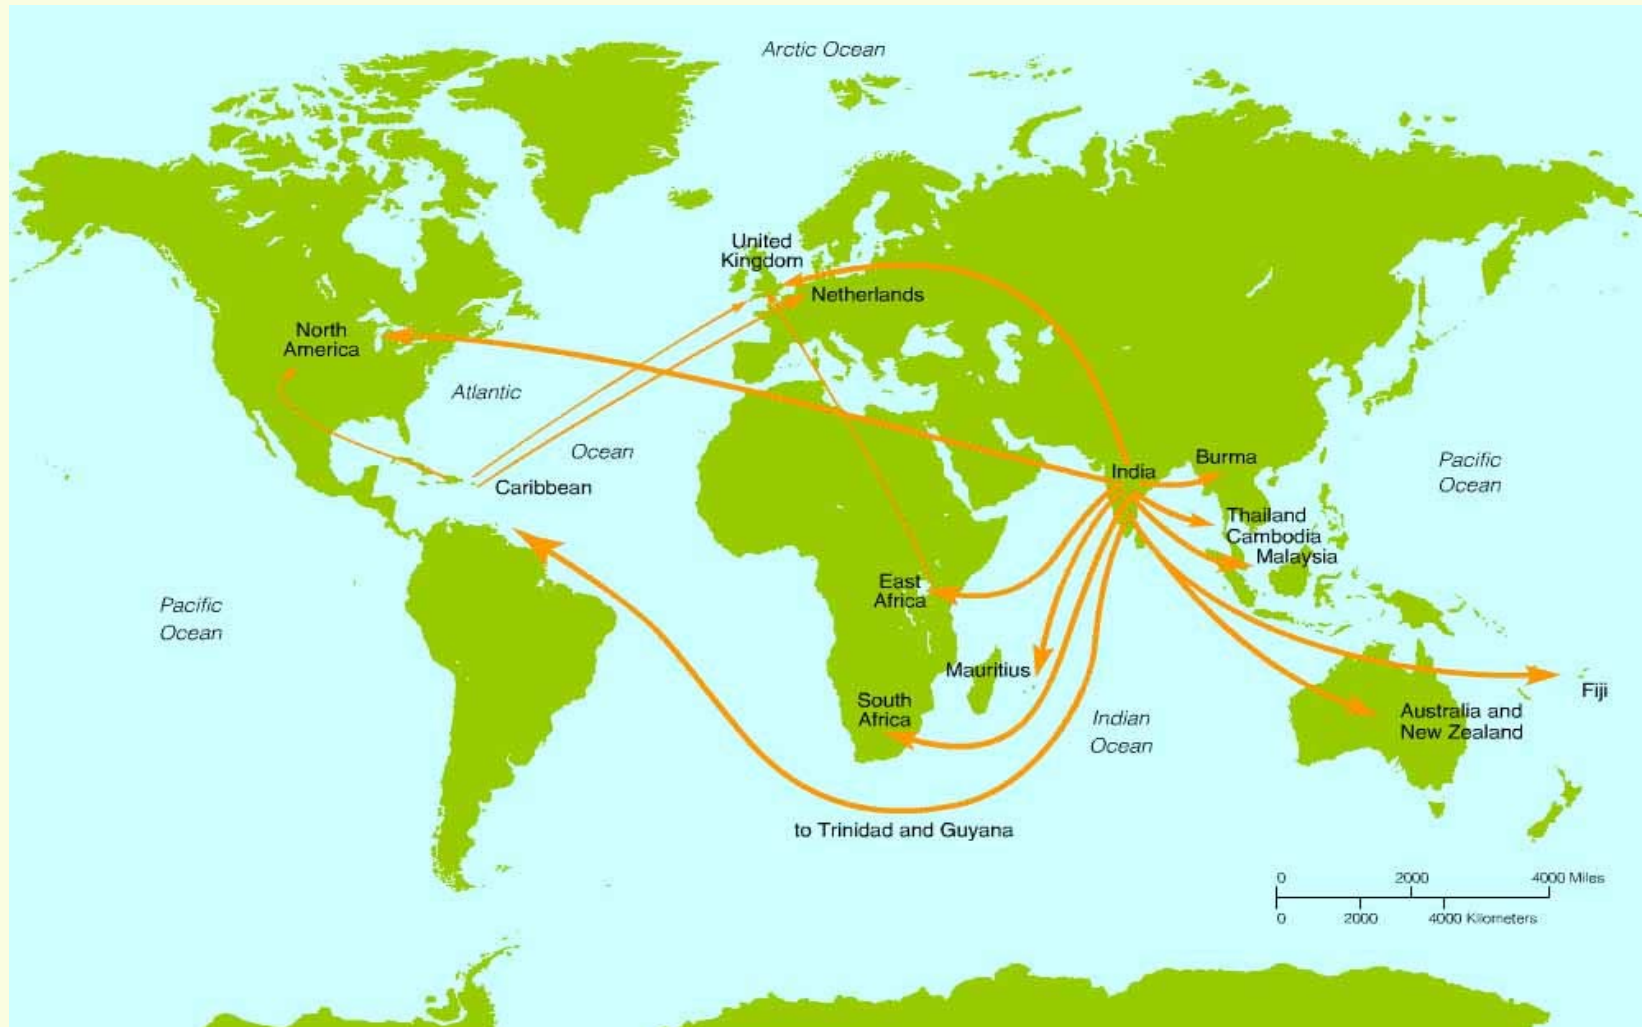 Arctic Ocean
United
Kingdom
Netherlands
North
America
Atlantic
Ocean
Caribbean
India
Burma
Pacific
Ocean
Thailand
Cambodia
Malaysia
East
Africa
Pacific
Ocean
Mauritius
South
Africa
Indian
Ocean
Fiji
Australia and
New Zealand
to Trinidad and Guyana
0 2000 4000 Miles
0 2000 4000 Kilometers